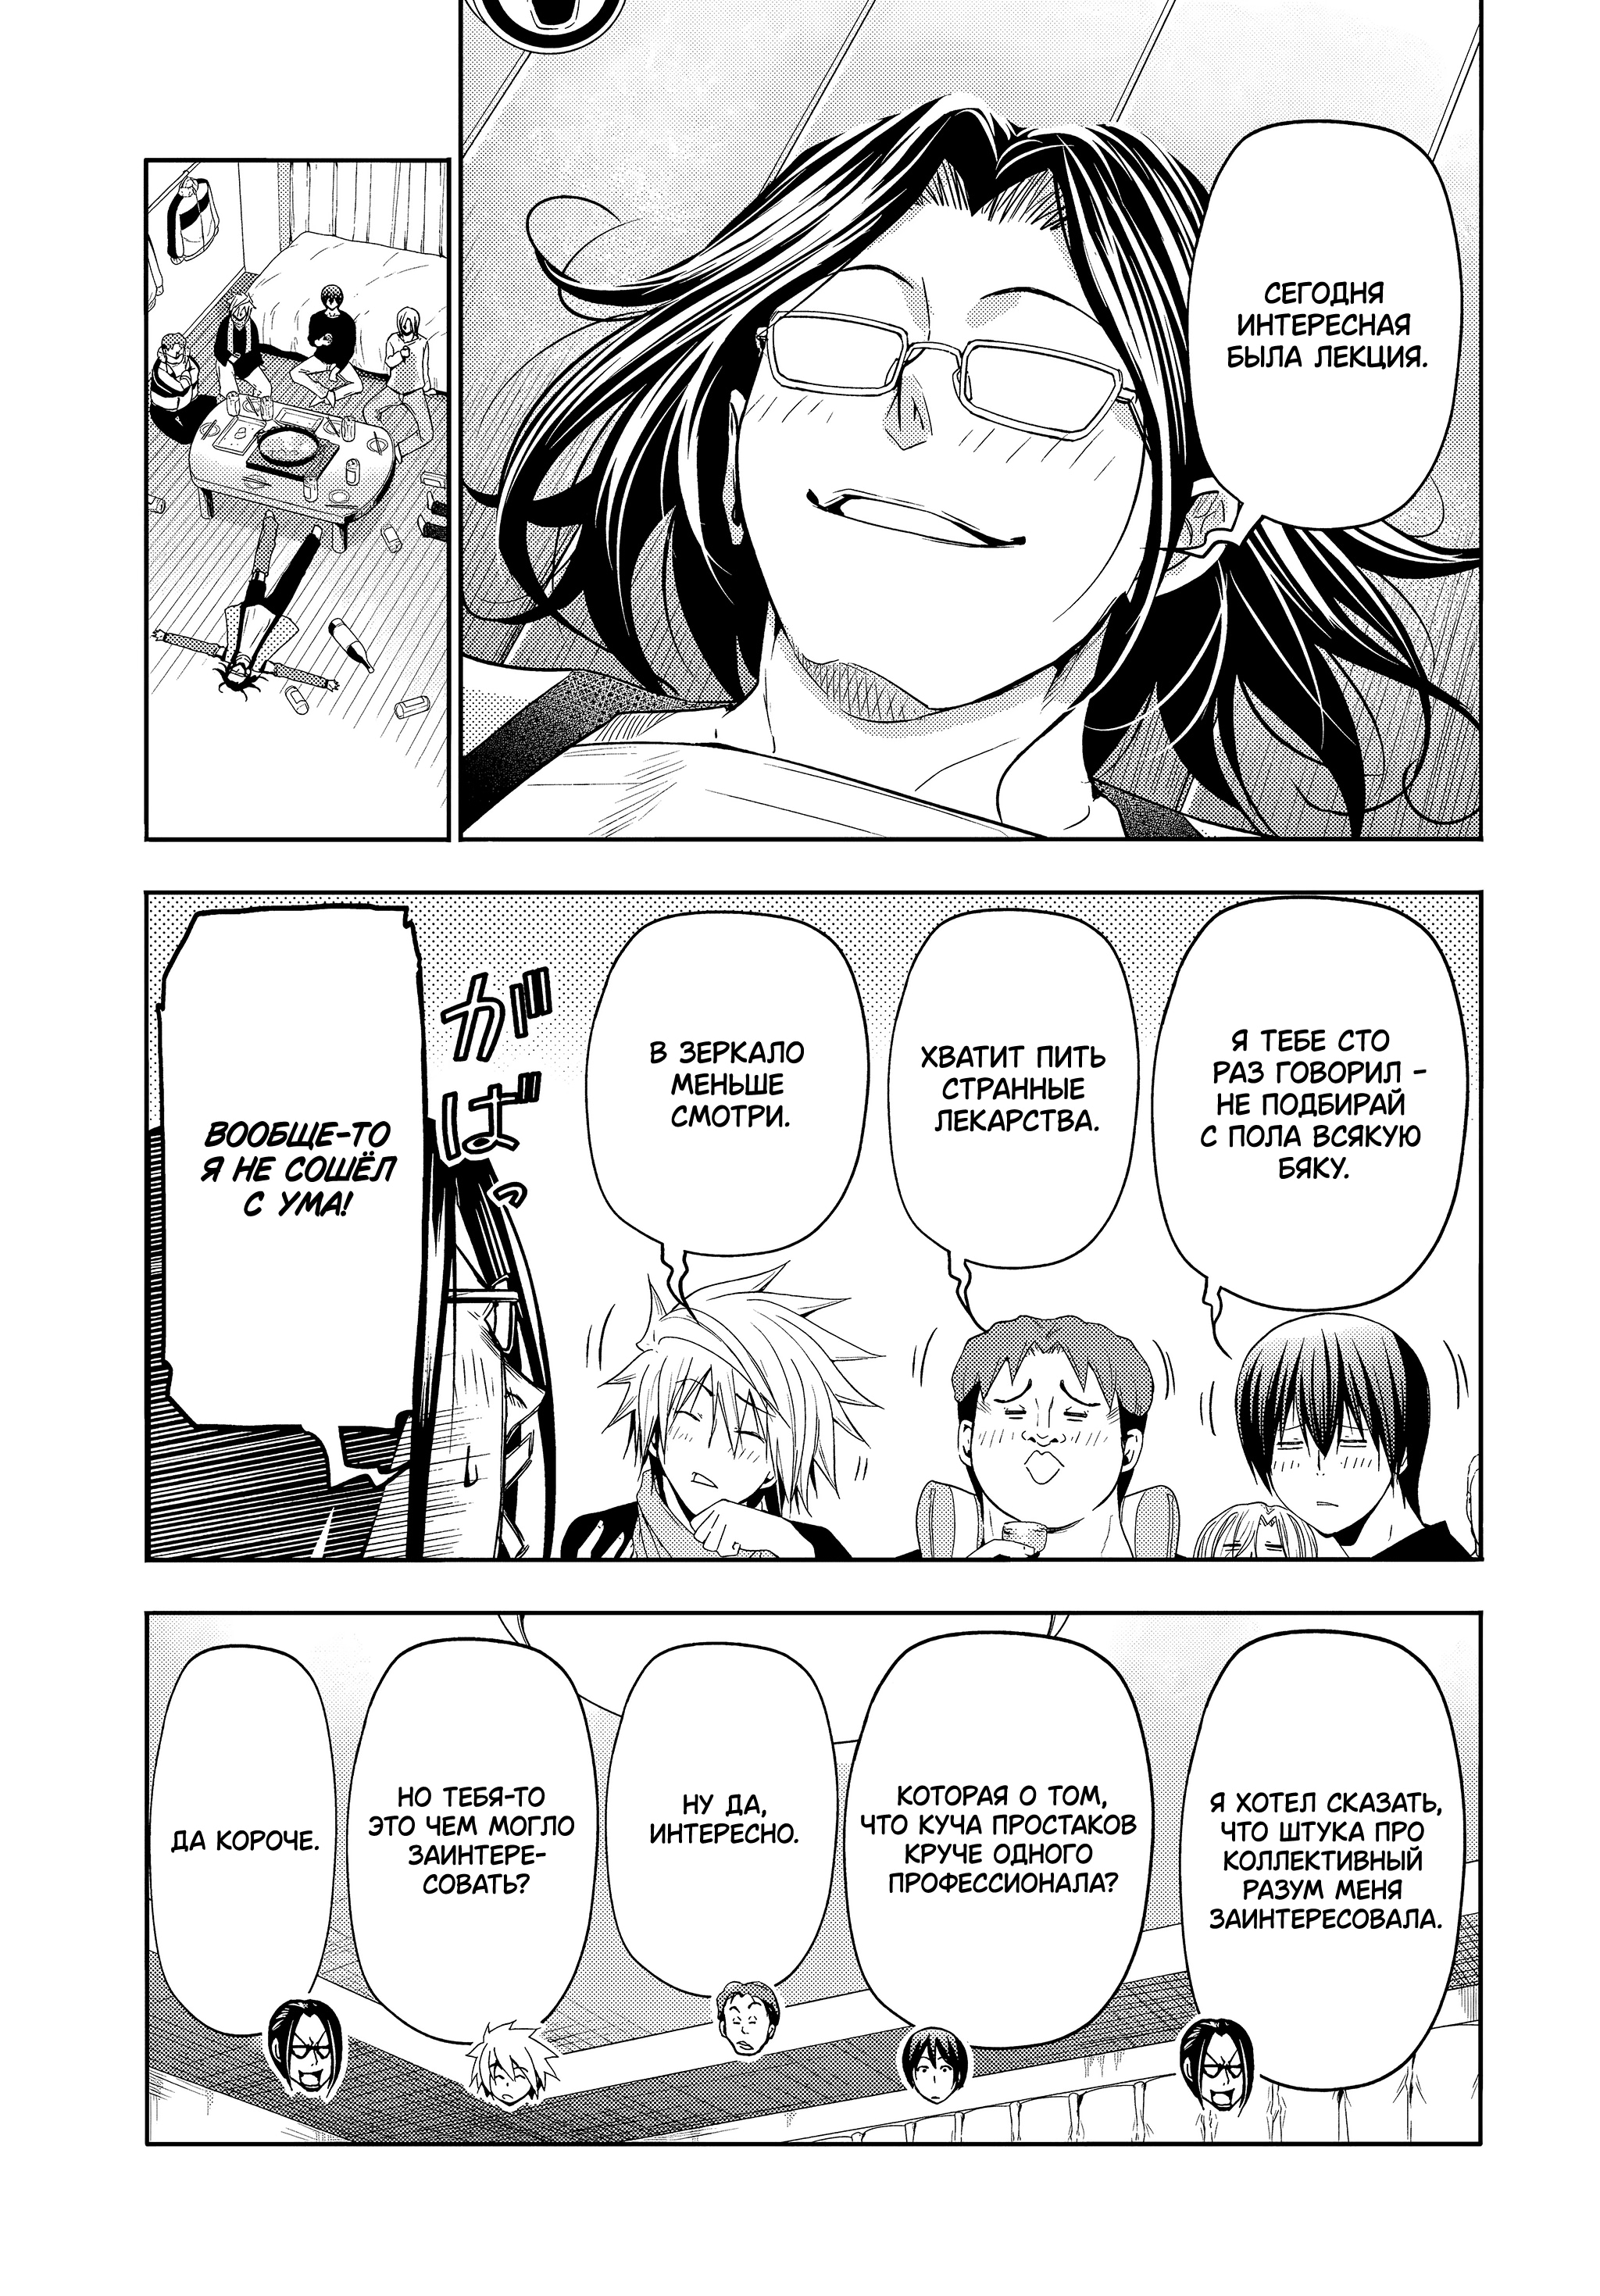 СЕГОДНЯ
ИНТЕРЕСНАЯ
БЫЛА ЛЕКЦИЯ.
Я ТЕБЕ СТО
РАЗ ГОВОРИЛ -
НЕ ПОДБИРАЙ
С ПОЛА ВСЯКУЮ
БЯКУ.
ХВАТИТ ПИТЬ
СТРАННЫЕ
ЛЕКАРСТВА.
В ЗЕРКАЛО
МЕНЬШЕ
СМОТРИ.
がばっ
ВООБЩЕ-ТО
Я НЕ СОШЁЛ
С УМА!
Я ХОТЕЛ СКАЗАТЬ,
ЧТО ШТУКА ПРО
КОЛЛЕКТИВНЫЙ
РАЗУМ МЕНЯ
ЗАИНТЕРЕСОВАЛА.
КОТОРАЯ О ТОМ,
ЧТО КУЧА ПРОСТАКОВ
КРУЧЕ ОДНОГО
ПРОФЕССИОНАЛА?
НУ ДА,
ИНТЕРЕСНО.
НО ТЕБЯ-ТО
ЭТО ЧЕМ МОГЛО
ЗАИНТЕРЕ-
СОВАТЬ?
ДА КОРОЧЕ.